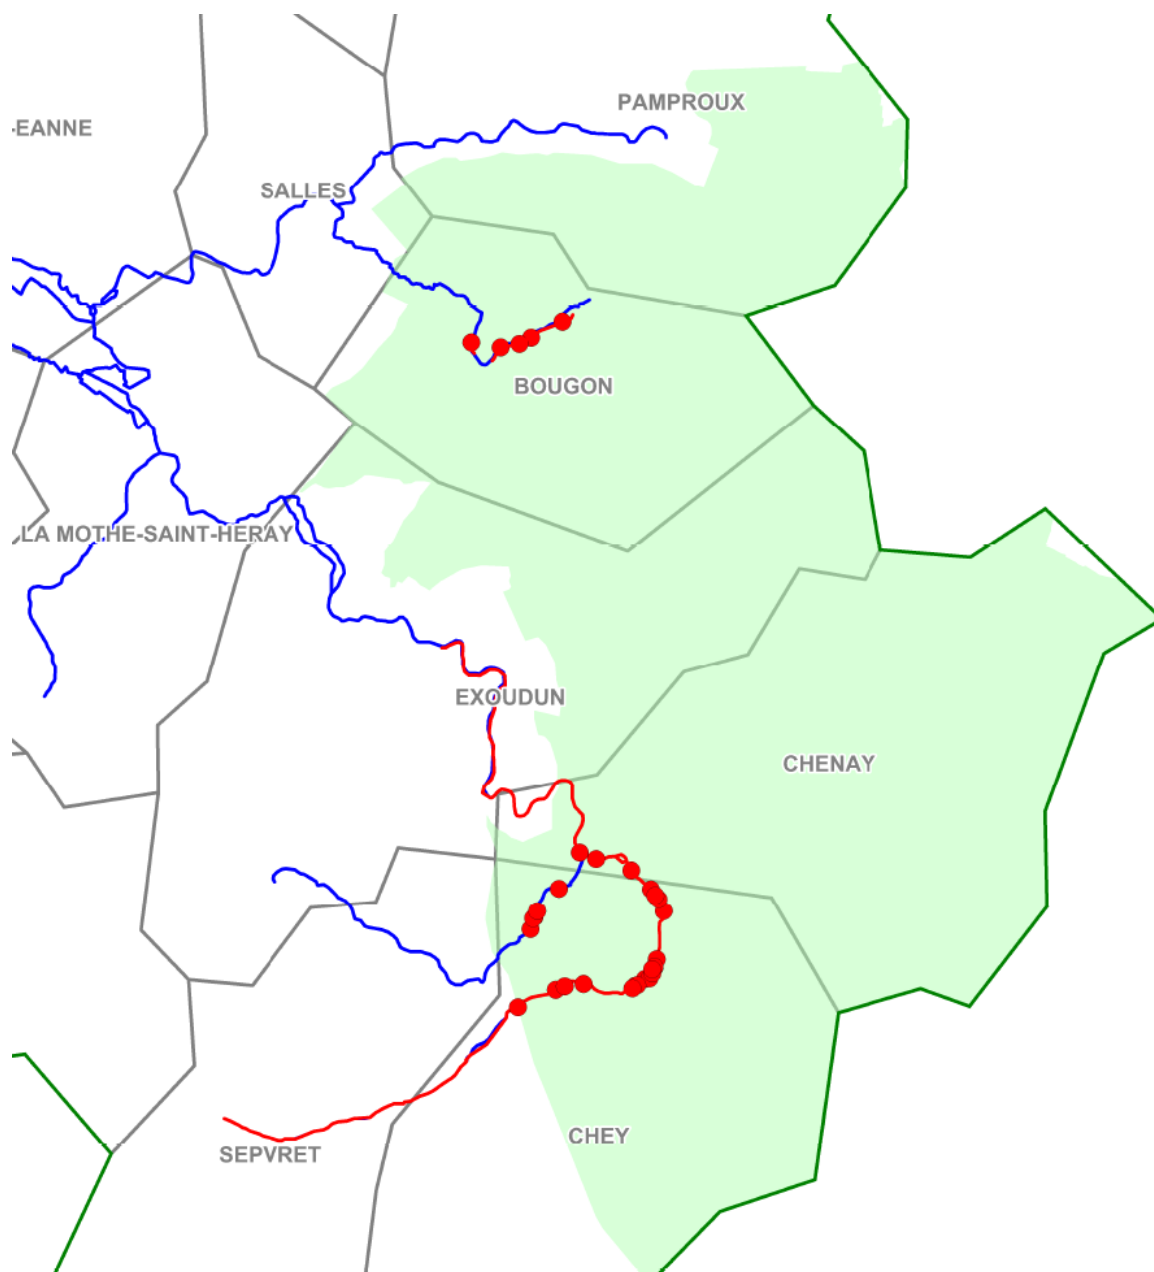 PAMPROUX
-EANNE
SALLES
BOUGON
LA MOTHE-SAINT-HERAY
EXOUDUN
CHENAY
CHEY
SEPVRET